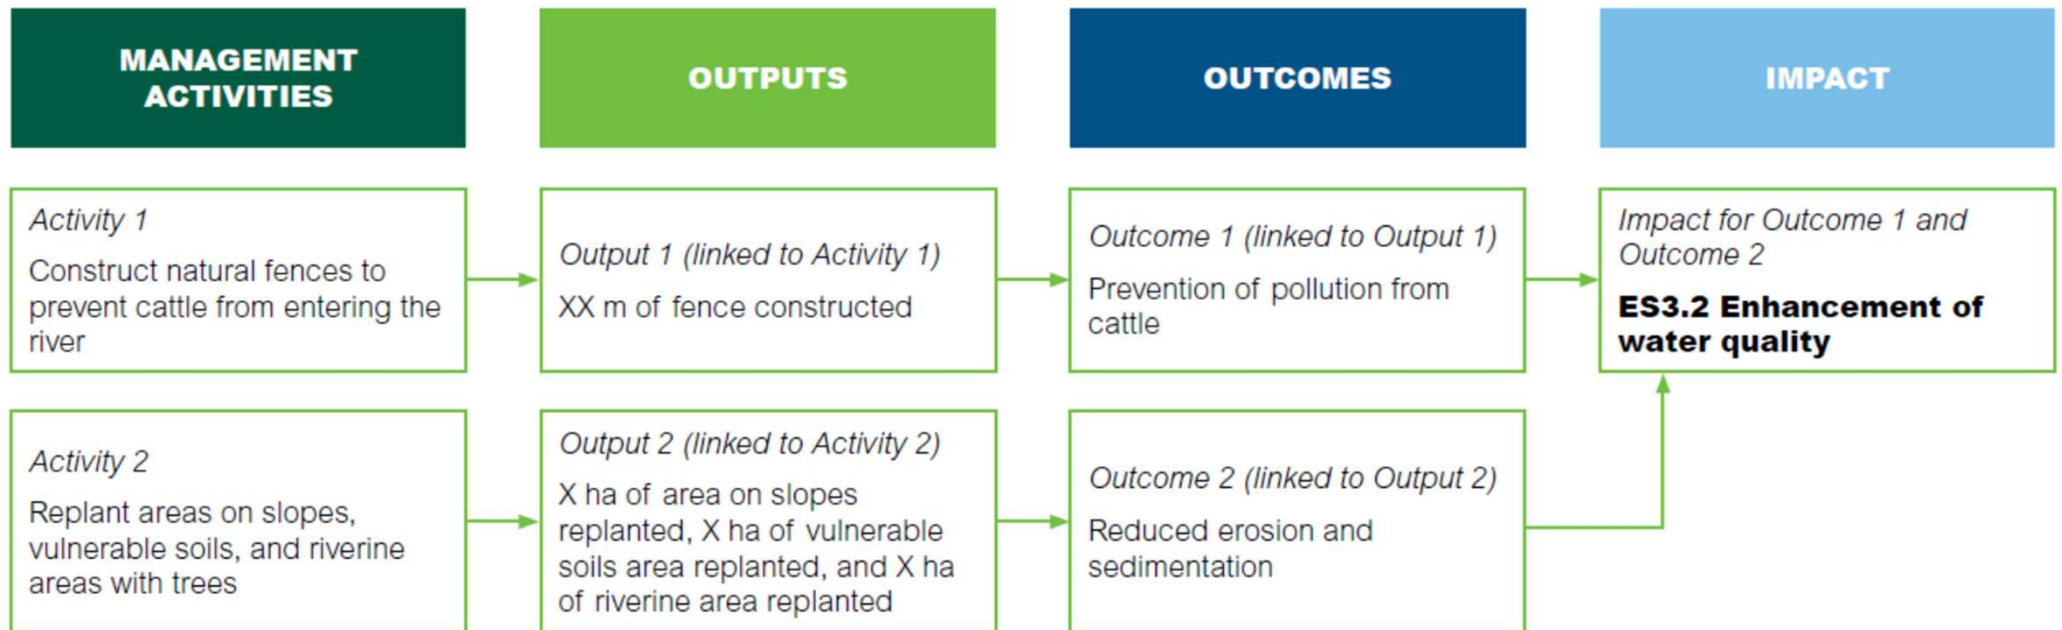 MANAGEMENT
ACTIVITIES
OUTPUTS
OUTCOMES
IMPACT
Activity 1
Construct natural fences to
prevent cattle from entering the
river
Output 1 (linked to Activity 1)
XX m of fence constructed
Outcome 1 (linked to Output 1)
Prevention of pollution from
cattle
Impact for Outcome 1 and
Outcome 2
ES3.2 Enhancement of
water quality
Activity 2
Replant areas on slopes,
vulnerable soils, and riverine
areas with trees
Output 2 (linked to Activity 2)
X ha of area on slopes
replanted, X ha of vulnerable
soils area replanted, and X ha
of riverine area replanted
Outcome 2 (linked to Output 2)
Reduced erosion and
sedimentation